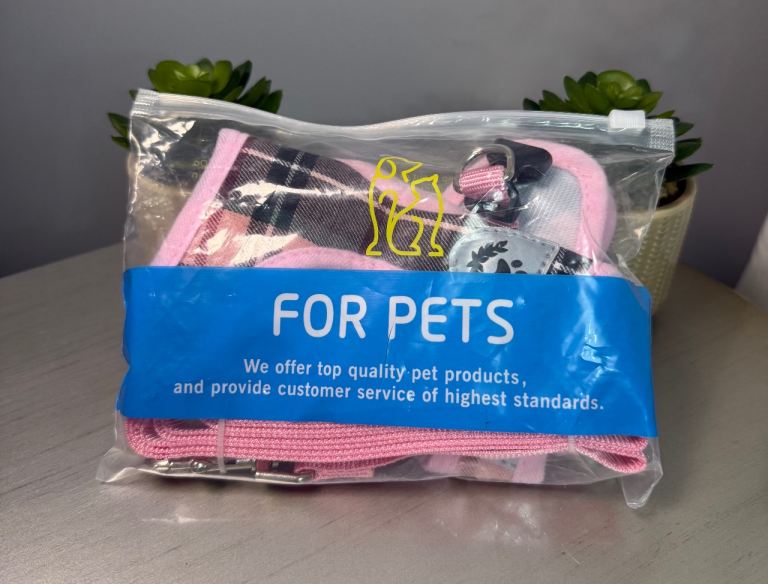 FOR PETS
We offer top quality pet products,
and provide customer service of highest standards.